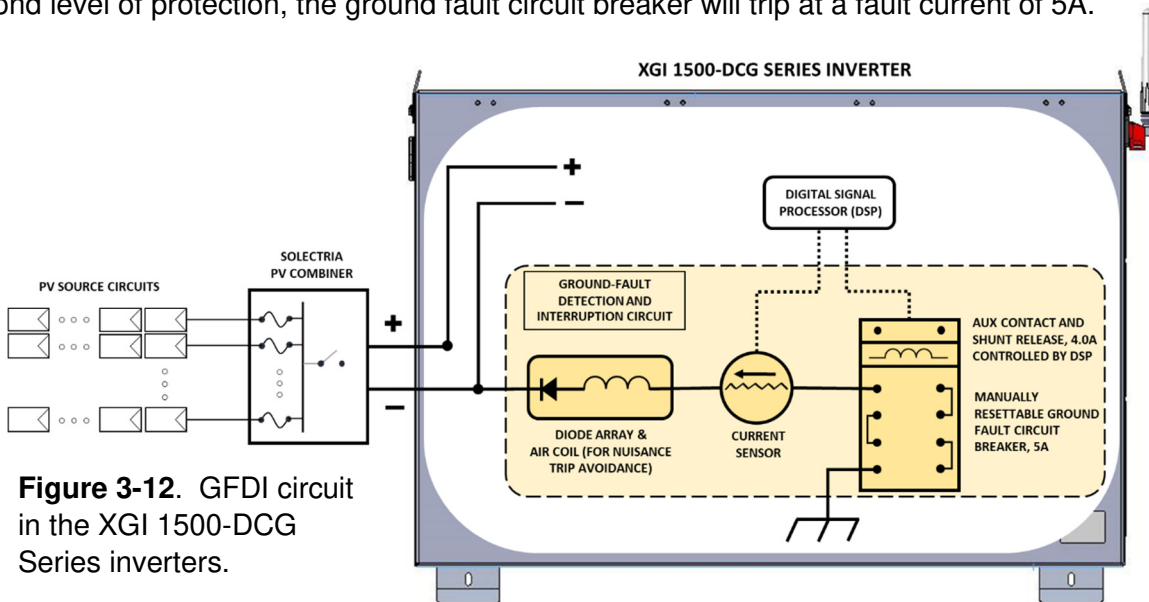 ond level of protection, the ground fault circuit breaker will trip at a fault current of 5A.
XGI 1500-DCG SERIES INVERTER
+
−
DIGITAL SIGNAL
PROCESSOR (DSP)
SOLECTRIA
PV COMBINER
PV SOURCE CIRCUITS
+
−
GROUND-FAULT
DETECTION AND
INTERRUPTION CIRCUIT
AUX CONTACT AND
SHUNT RELEASE, 4.0A
CONTROLLED BY DSP
MANUALLY
RESETTABLE GROUND
FAULT CIRCUIT
BREAKER, 5A
DIODE ARRAY &
AIR COIL (FOR NUISANCE
TRIP AVOIDANCE)
CURRENT
SENSOR
Figure 3-12. GFDI circuit
in the XGI 1500-DCG
Series inverters.